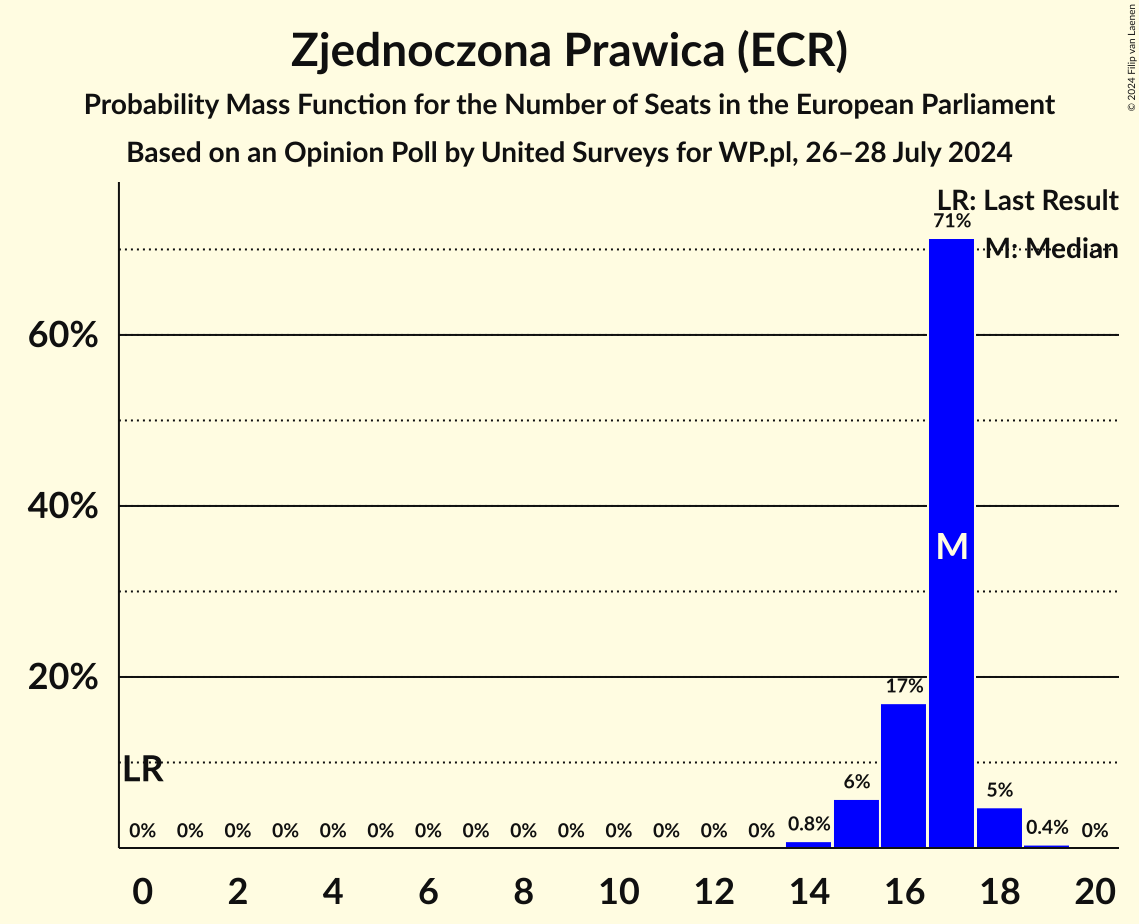 Zjednoczona Prawica (ECR)
Probability Mass Function for the Number of Seats in the European Parliament
Based on an Opinion Poll by United Surveys for WP.pl, 26–28 July 2024
© 2024 Filip van Laenen
LR: Last Result
M: Median
60%
40%
20%
LR
M
0% 0% 0% 0% 0% 0% 0% 0% 0% 0% 0% 0% 0% 0% 0.8% 6% 17% 71% 5% 0.4% 0%
0 2 4 6 8 10 12 14 16 18 20